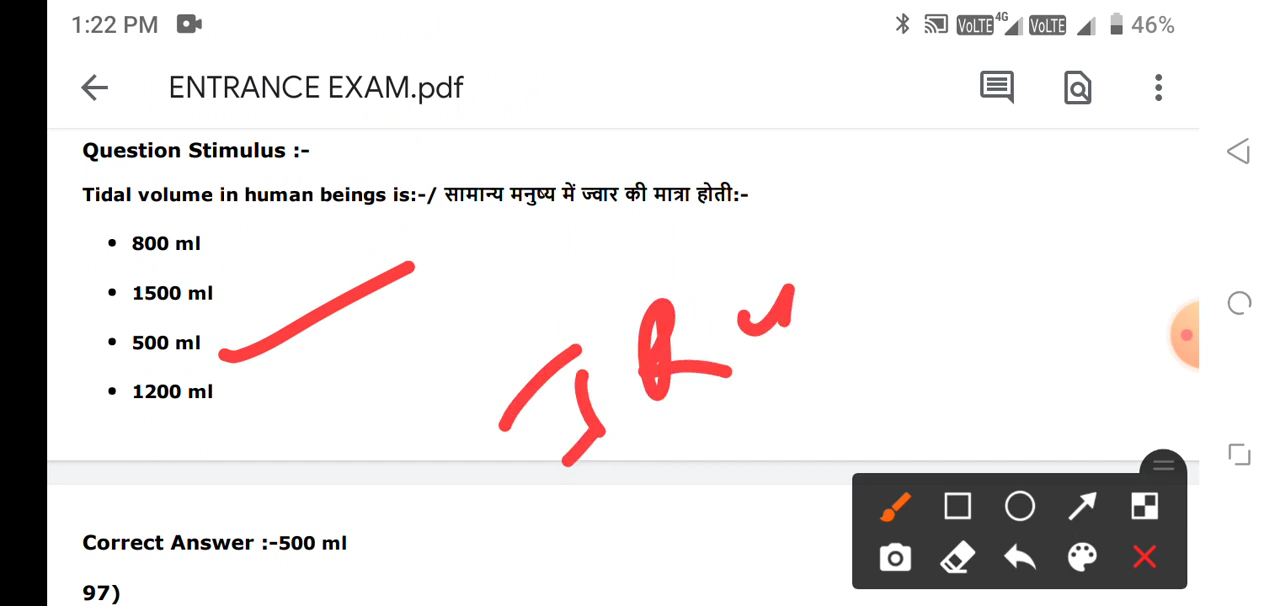 1:22 PM VoLTE 4G VoLTE 46%
ENTRANCE EXAM.pdf
Question Stimulus :-
Tidal volume in human beings is:-/ सामान्य मनुष्य में ज्वार की मात्रा होती:-
• 800 ml
• 1500 ml
• 500 ml
• 1200 ml
Correct Answer :-500 ml
97)